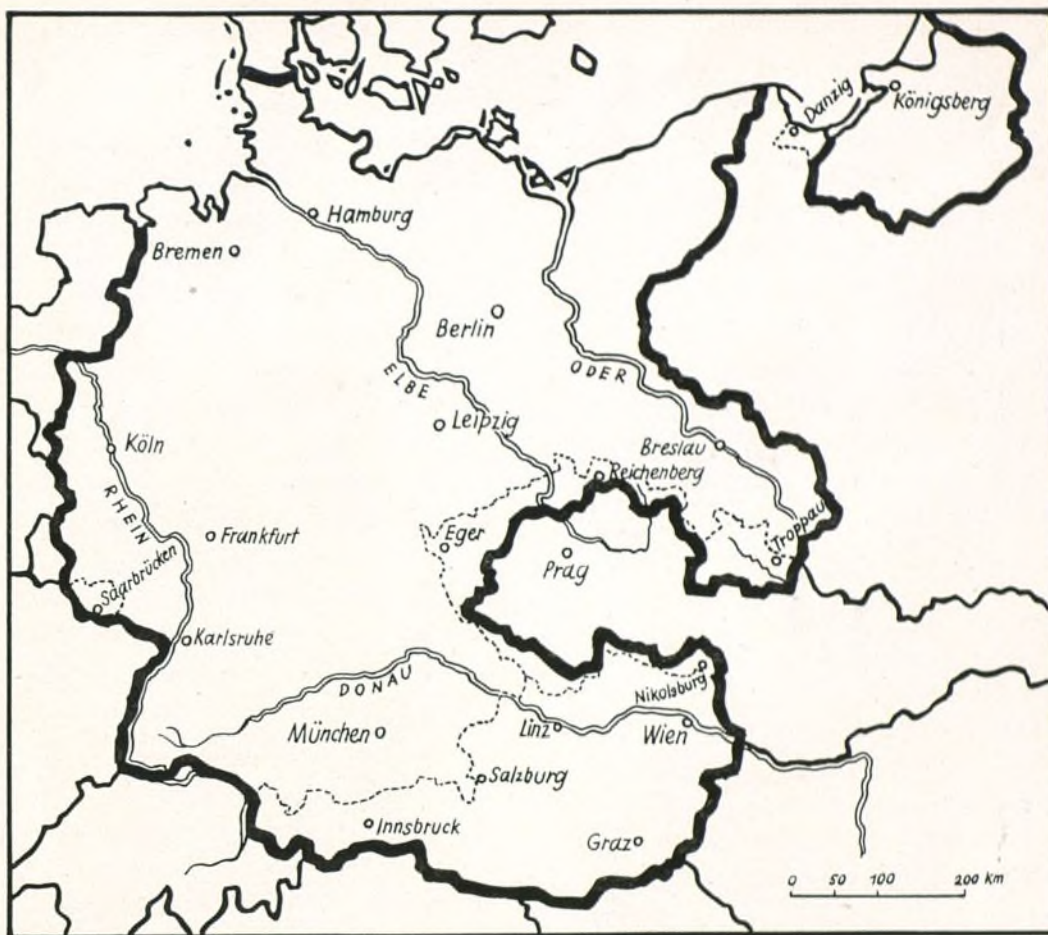 Danzig
Königsberg
Hamburg
Bremen
Berlin
ELBE
ODER
Leipzig
Köln
Breslau
Reichenberg
RHEIN
Frankfurt
Eger
Troppau
Prag
Saarbrücken
Karlsruhe
DONAU
Nikolsburg
München
Linz
Wien
Salzburg
Innsbruck
Graz
0 50 100 200 km